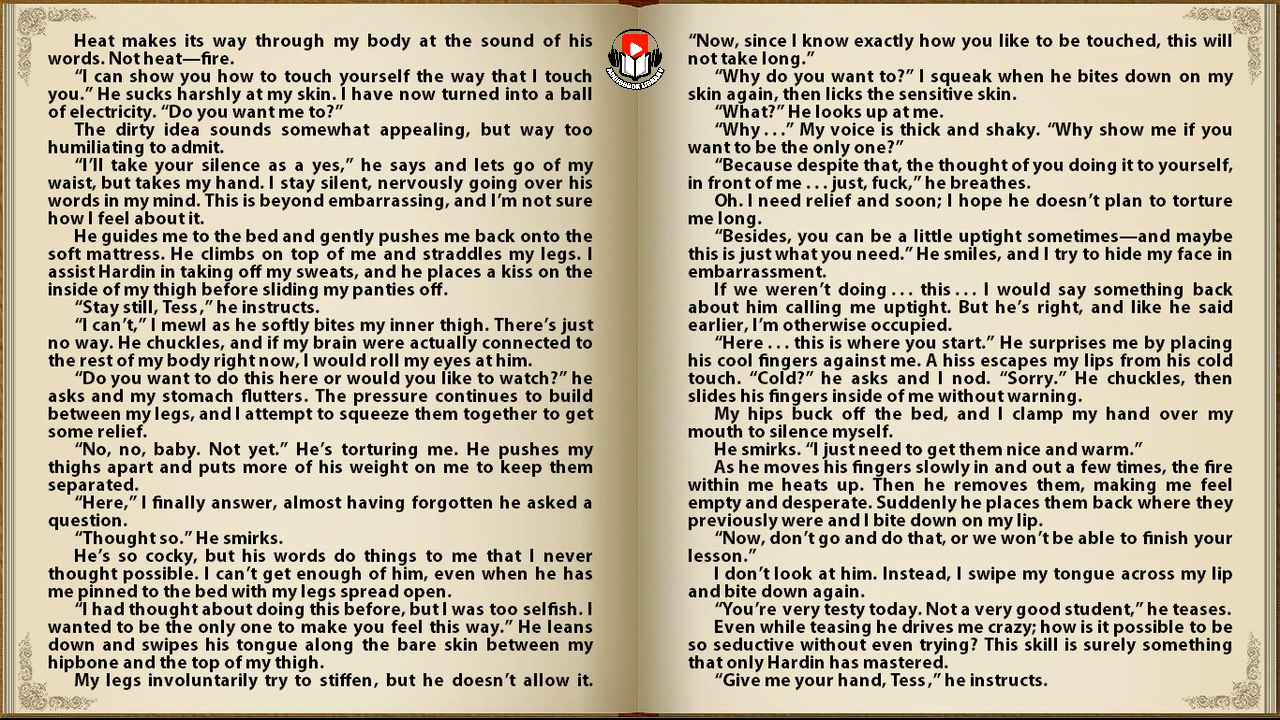 Heat makes its way through my body at the sound of his
words. Not heat—fire.
“I can show you how to touch yourself the way that I touch
you.” He sucks harshly at my skin. I have now turned into a ball
of electricity. “Do you want me to?”
The dirty idea sounds somewhat appealing, but way too
humiliating to admit.
“I’ll take your silence as a yes,” he says and lets go of my
waist, but takes my hand. I stay silent, nervously going over his
words in my mind. This is beyond embarrassing, and I’m not sure
how I feel about it.
He guides me to the bed and gently pushes me back onto the
soft mattress. He climbs on top of me and straddles my legs. I
assist Hardin in taking off my sweats, and he places a kiss on the
inside of my thigh before sliding my panties off.
“Stay still, Tess,” he instructs.
“I can’t,” I mewl as he softly bites my inner thigh. There’s just
no way. He chuckles, and if my brain were actually connected to
the rest of my body right now, I would roll my eyes at him.
“Do you want to do this here or would you like to watch?” he
asks and my stomach flutters. The pressure continues to build
between my legs, and I attempt to squeeze them together to get
some relief.
“No, no, baby. Not yet.” He’s torturing me. He pushes my
thighs apart and puts more of his weight on me to keep them
separated.
“Here,” I finally answer, almost having forgotten he asked a
question.
“Thought so.” He smirks.
He’s so cocky, but his words do things to me that I never
thought possible. I can’t get enough of him, even when he has
me pinned to the bed with my legs spread open.
“I had thought about doing this before, but I was too selfish. I
wanted to be the only one to make you feel this way.” He leans
down and swipes his tongue along the bare skin between my
hipbone and the top of my thigh.
My legs involuntarily try to stiffen, but he doesn’t allow it.
“Now, since I know exactly how you like to be touched, this will
not take long.”
“Why do you want to?” I squeak when he bites down on my
skin again, then licks the sensitive skin.
“What?” He looks up at me.
“Why . . .” My voice is thick and shaky. “Why show me if you
want to be the only one?”
“Because despite that, the thought of you doing it to yourself,
in front of me . . . just, fuck,” he breathes.
Oh. I need relief and soon; I hope he doesn’t plan to torture
me long.
“Besides, you can be a little uptight sometimes—and maybe
this is just what you need.” He smiles, and I try to hide my face in
embarrassment.
If we weren’t doing . . . this . . . I would say something back
about him calling me uptight. But he’s right, and like he said
earlier, I’m otherwise occupied.
“Here . . . this is where you start.” He surprises me by placing
his cool fingers against me. A hiss escapes my lips from his cold
touch. “Cold?” he asks and I nod. “Sorry.” He chuckles, then
slides his fingers inside of me without warning.
My hips buck off the bed, and I clamp my hand over my
mouth to silence myself.
He smirks. “I just need to get them nice and warm.”
As he moves his fingers slowly in and out a few times, the fire
within me heats up. Then he removes them, making me feel
empty and desperate. Suddenly he places them back where they
previously were and I bite down on my lip.
“Now, don’t go and do that, or we won’t be able to finish your
lesson.”
I don’t look at him. Instead, I swipe my tongue across my lip
and bite down again.
“You’re very testy today. Not a very good student,” he teases.
Even while teasing he drives me crazy; how is it possible to be
so seductive without even trying? This skill is surely something
that only Hardin has mastered.
“Give me your hand, Tess,” he instructs.